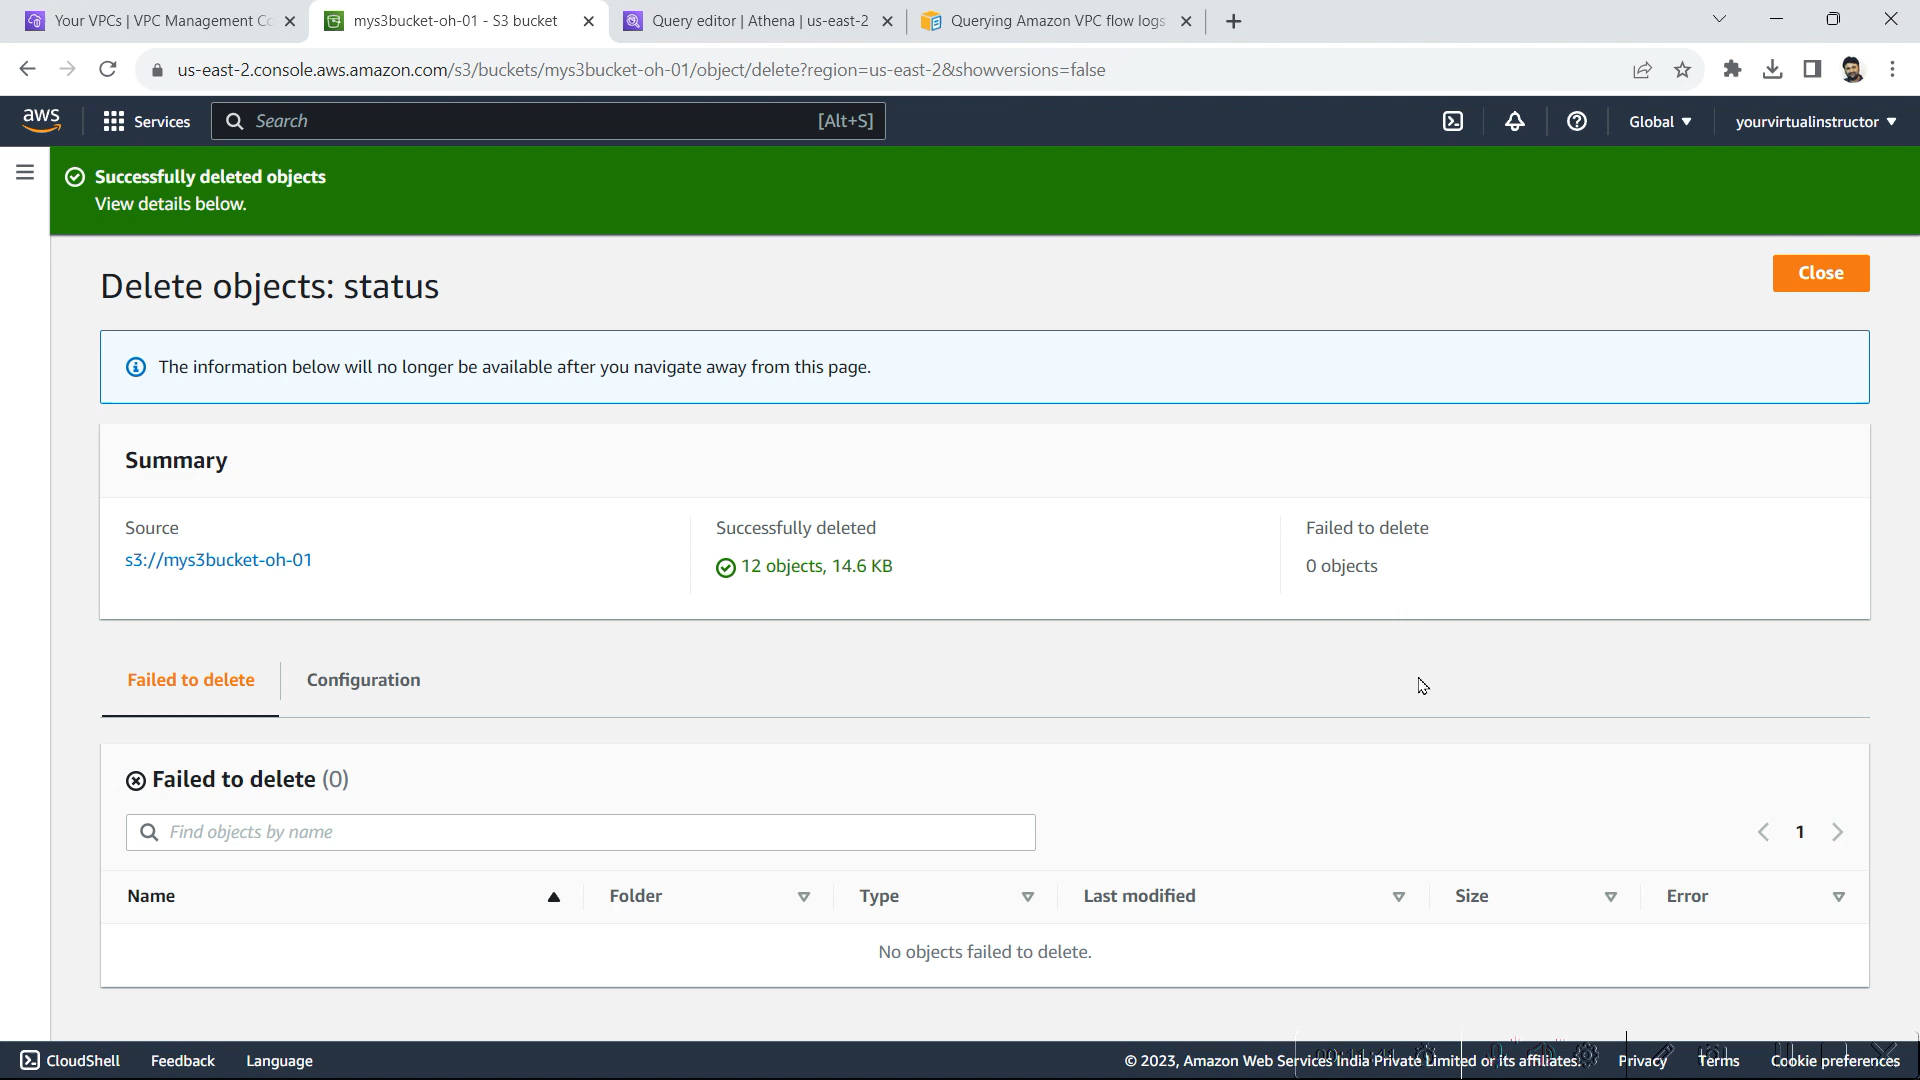 Your VPCs | VPC Management Co
mys3bucket-oh-01 - S3 bucket
Query editor | Athena | us-east-2
Querying Amazon VPC flow logs
us-east-2.console.aws.amazon.com/s3/buckets/mys3bucket-oh-01/object/delete?region=us-east-2&showversions=false
aws
Services
Search
[Alt+S]
Global
yourvirtualinstructor
Successfully deleted objects
View details below.
Delete objects: status
Close
The information below will no longer be available after you navigate away from this page.
Summary
Source
s3://mys3bucket-oh-01
Successfully deleted
12 objects, 14.6 KB
Failed to delete
0 objects
Failed to delete
Configuration
Failed to delete (0)
Find objects by name
1
Name
Folder
Type
Last modified
Size
Error
No objects failed to delete.
CloudShell
Feedback
Language
© 2023, Amazon Web Services India Private Limited or its affiliates.
Privacy
Terms
Cookie preferences